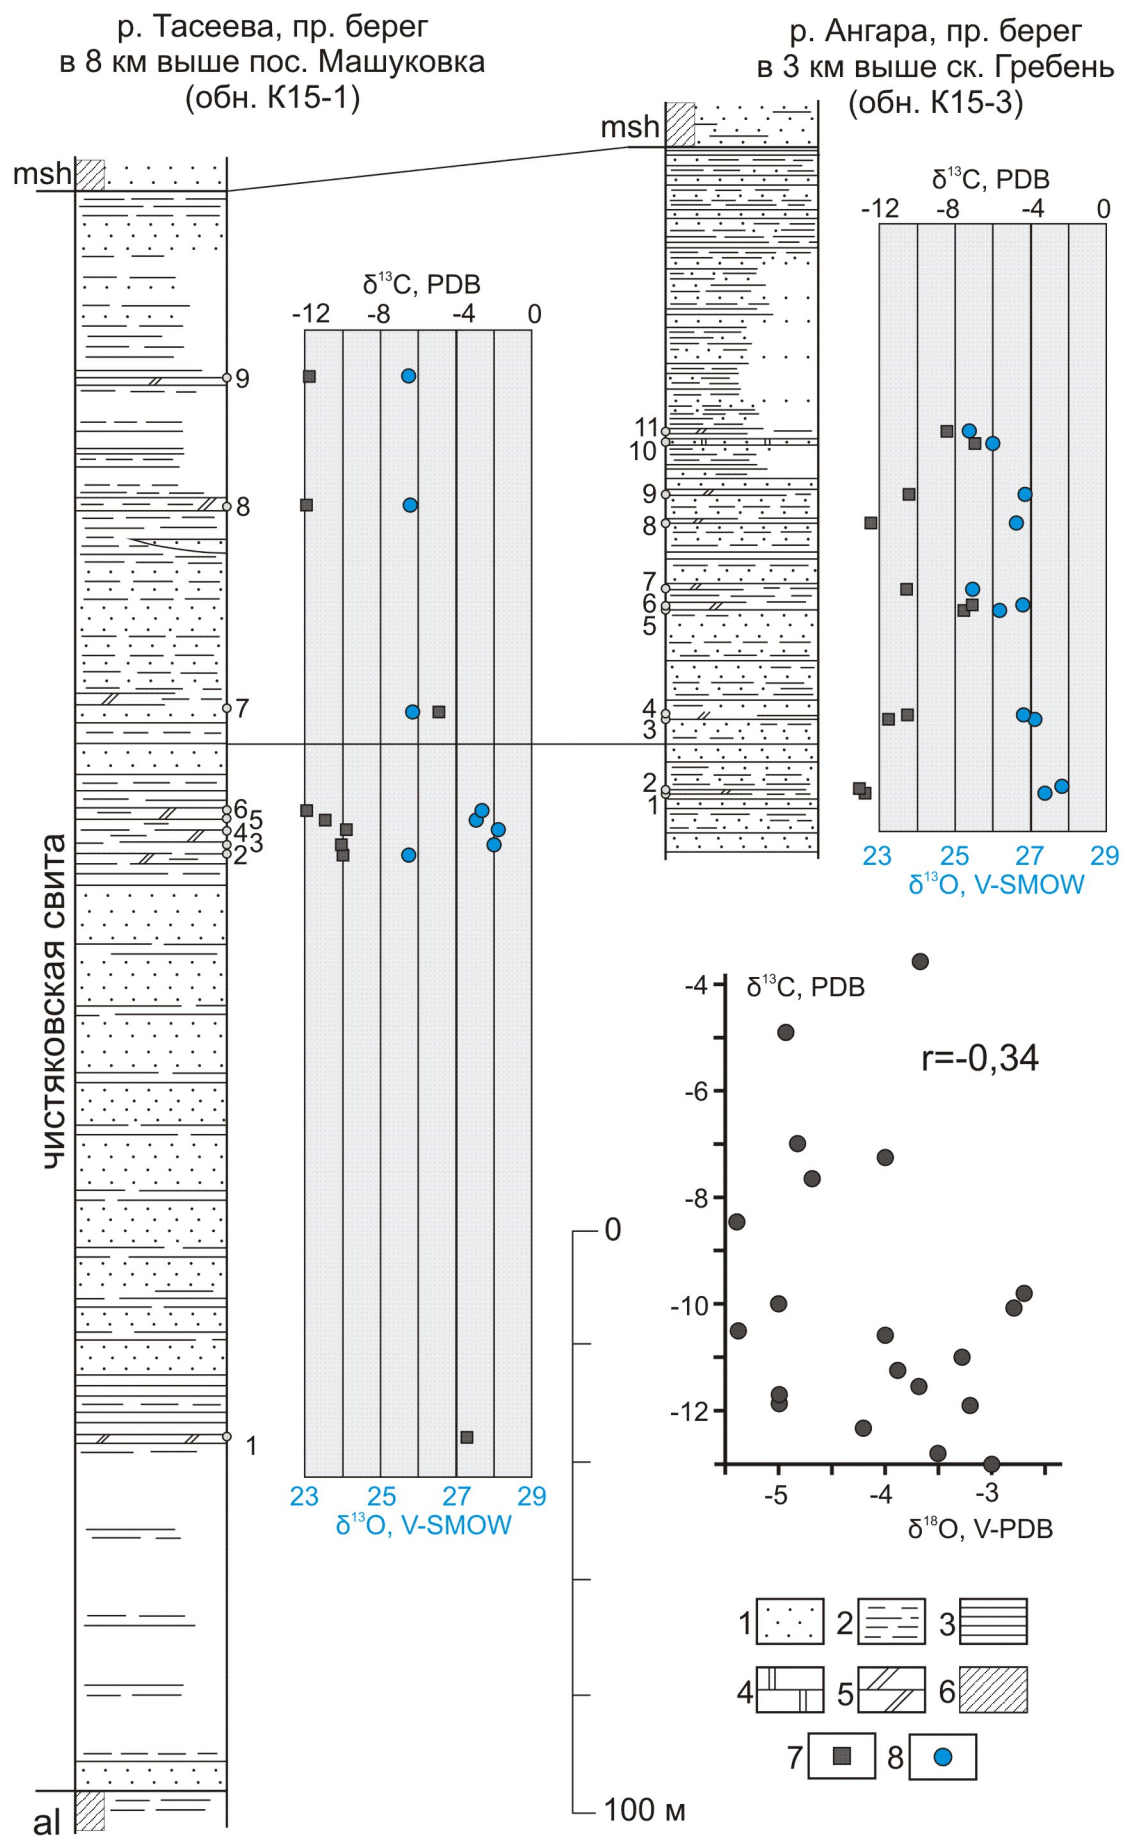 р. Тасеева, пр. берег
в 8 км выше пос. Машуковка
(обн. К15-1)
р. Ангара, пр. берег
в 3 км выше ск. Гребень
(обн. К15-3)
msh
msh
δ¹³C, PDB
-12 -8 -4 0
δ¹³C, PDB
-12 -8 -4 0
9
8
7
6
5
4
3
2
1
11
10
9
8
7
6
5
4
3
2
1
23 25 27 29
δ¹³O, V-SMOW
23 25 27 29
δ¹³O, V-SMOW
чистяковская свита
al
0
100 м
δ¹³C, PDB
r=-0,34
-4
-6
-8
-10
-12
-5 -4 -3
δ¹⁸O, V-PDB
1 2 3
4 5 6
7 8